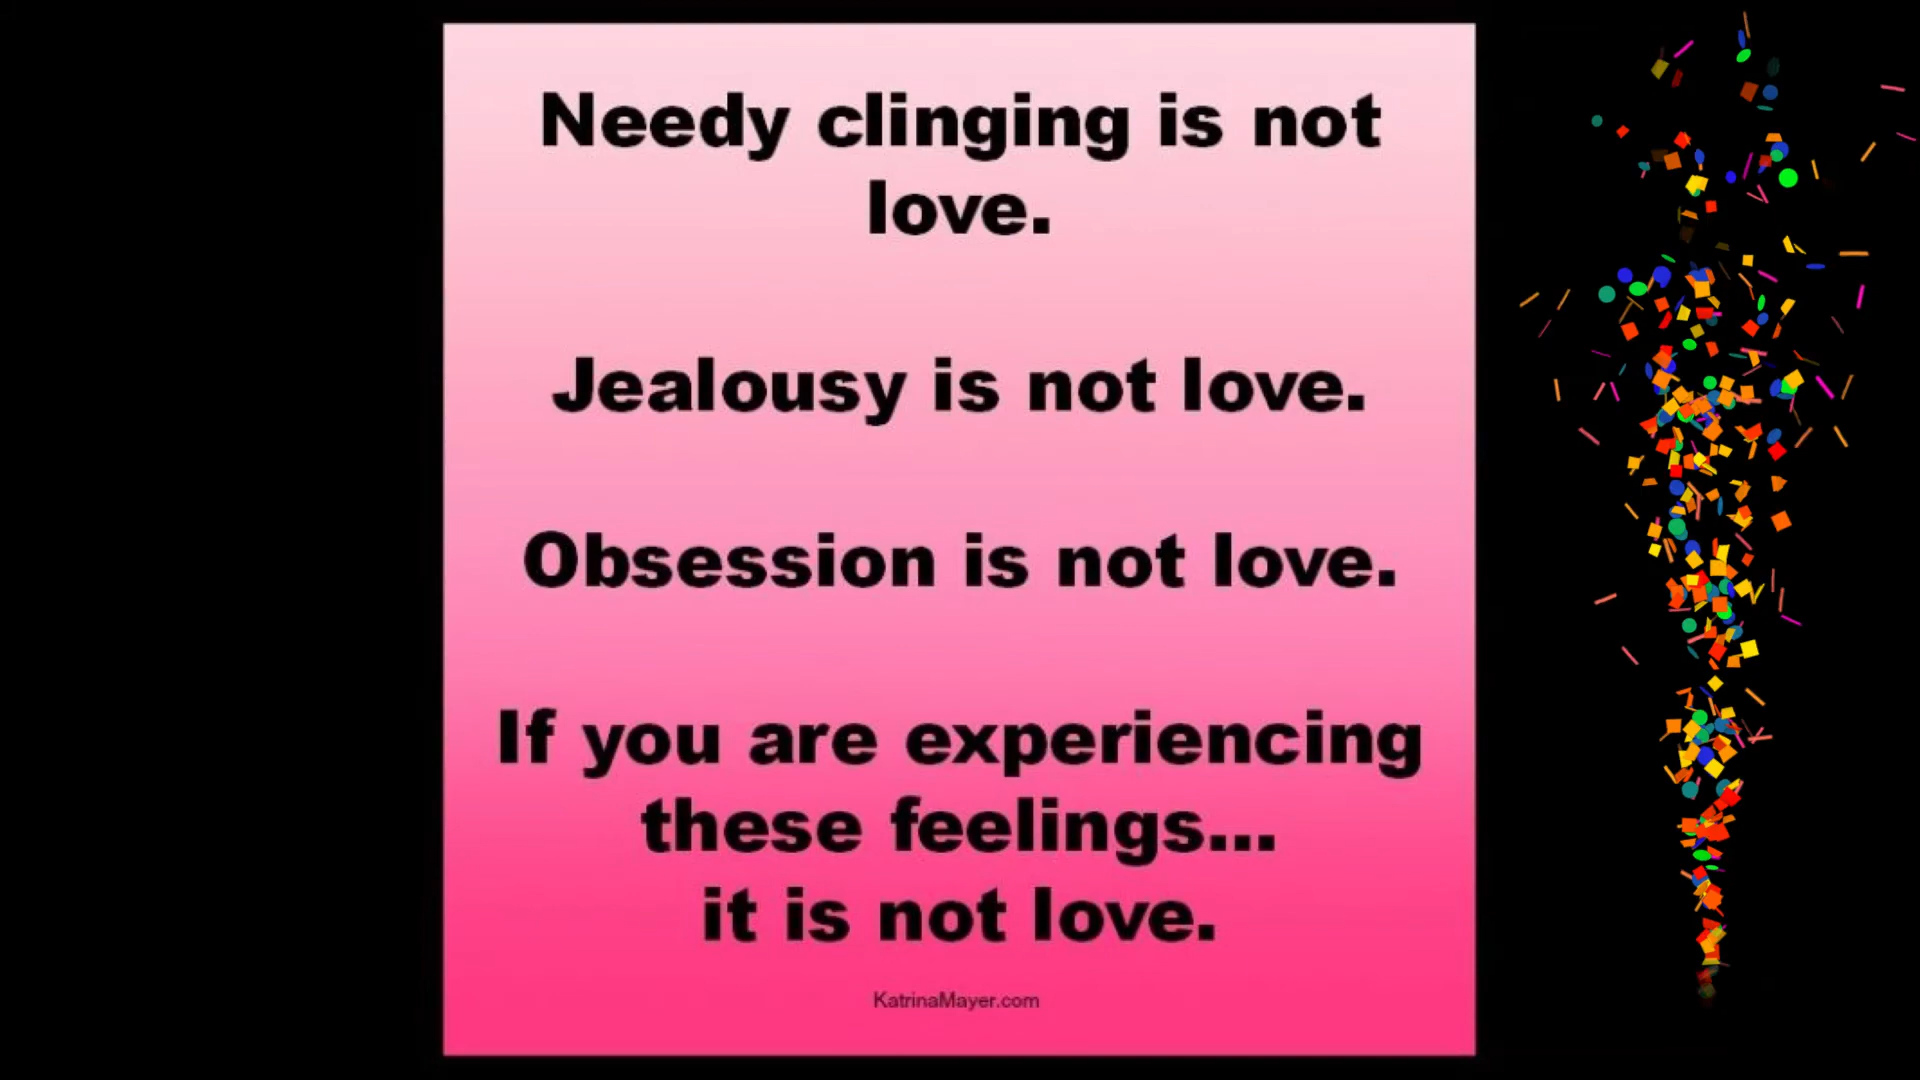 Needy clinging is not
love.
Jealousy is not love.
Obsession is not love.
If you are experiencing
these feelings...
it is not love.
KatrinaMayer.com